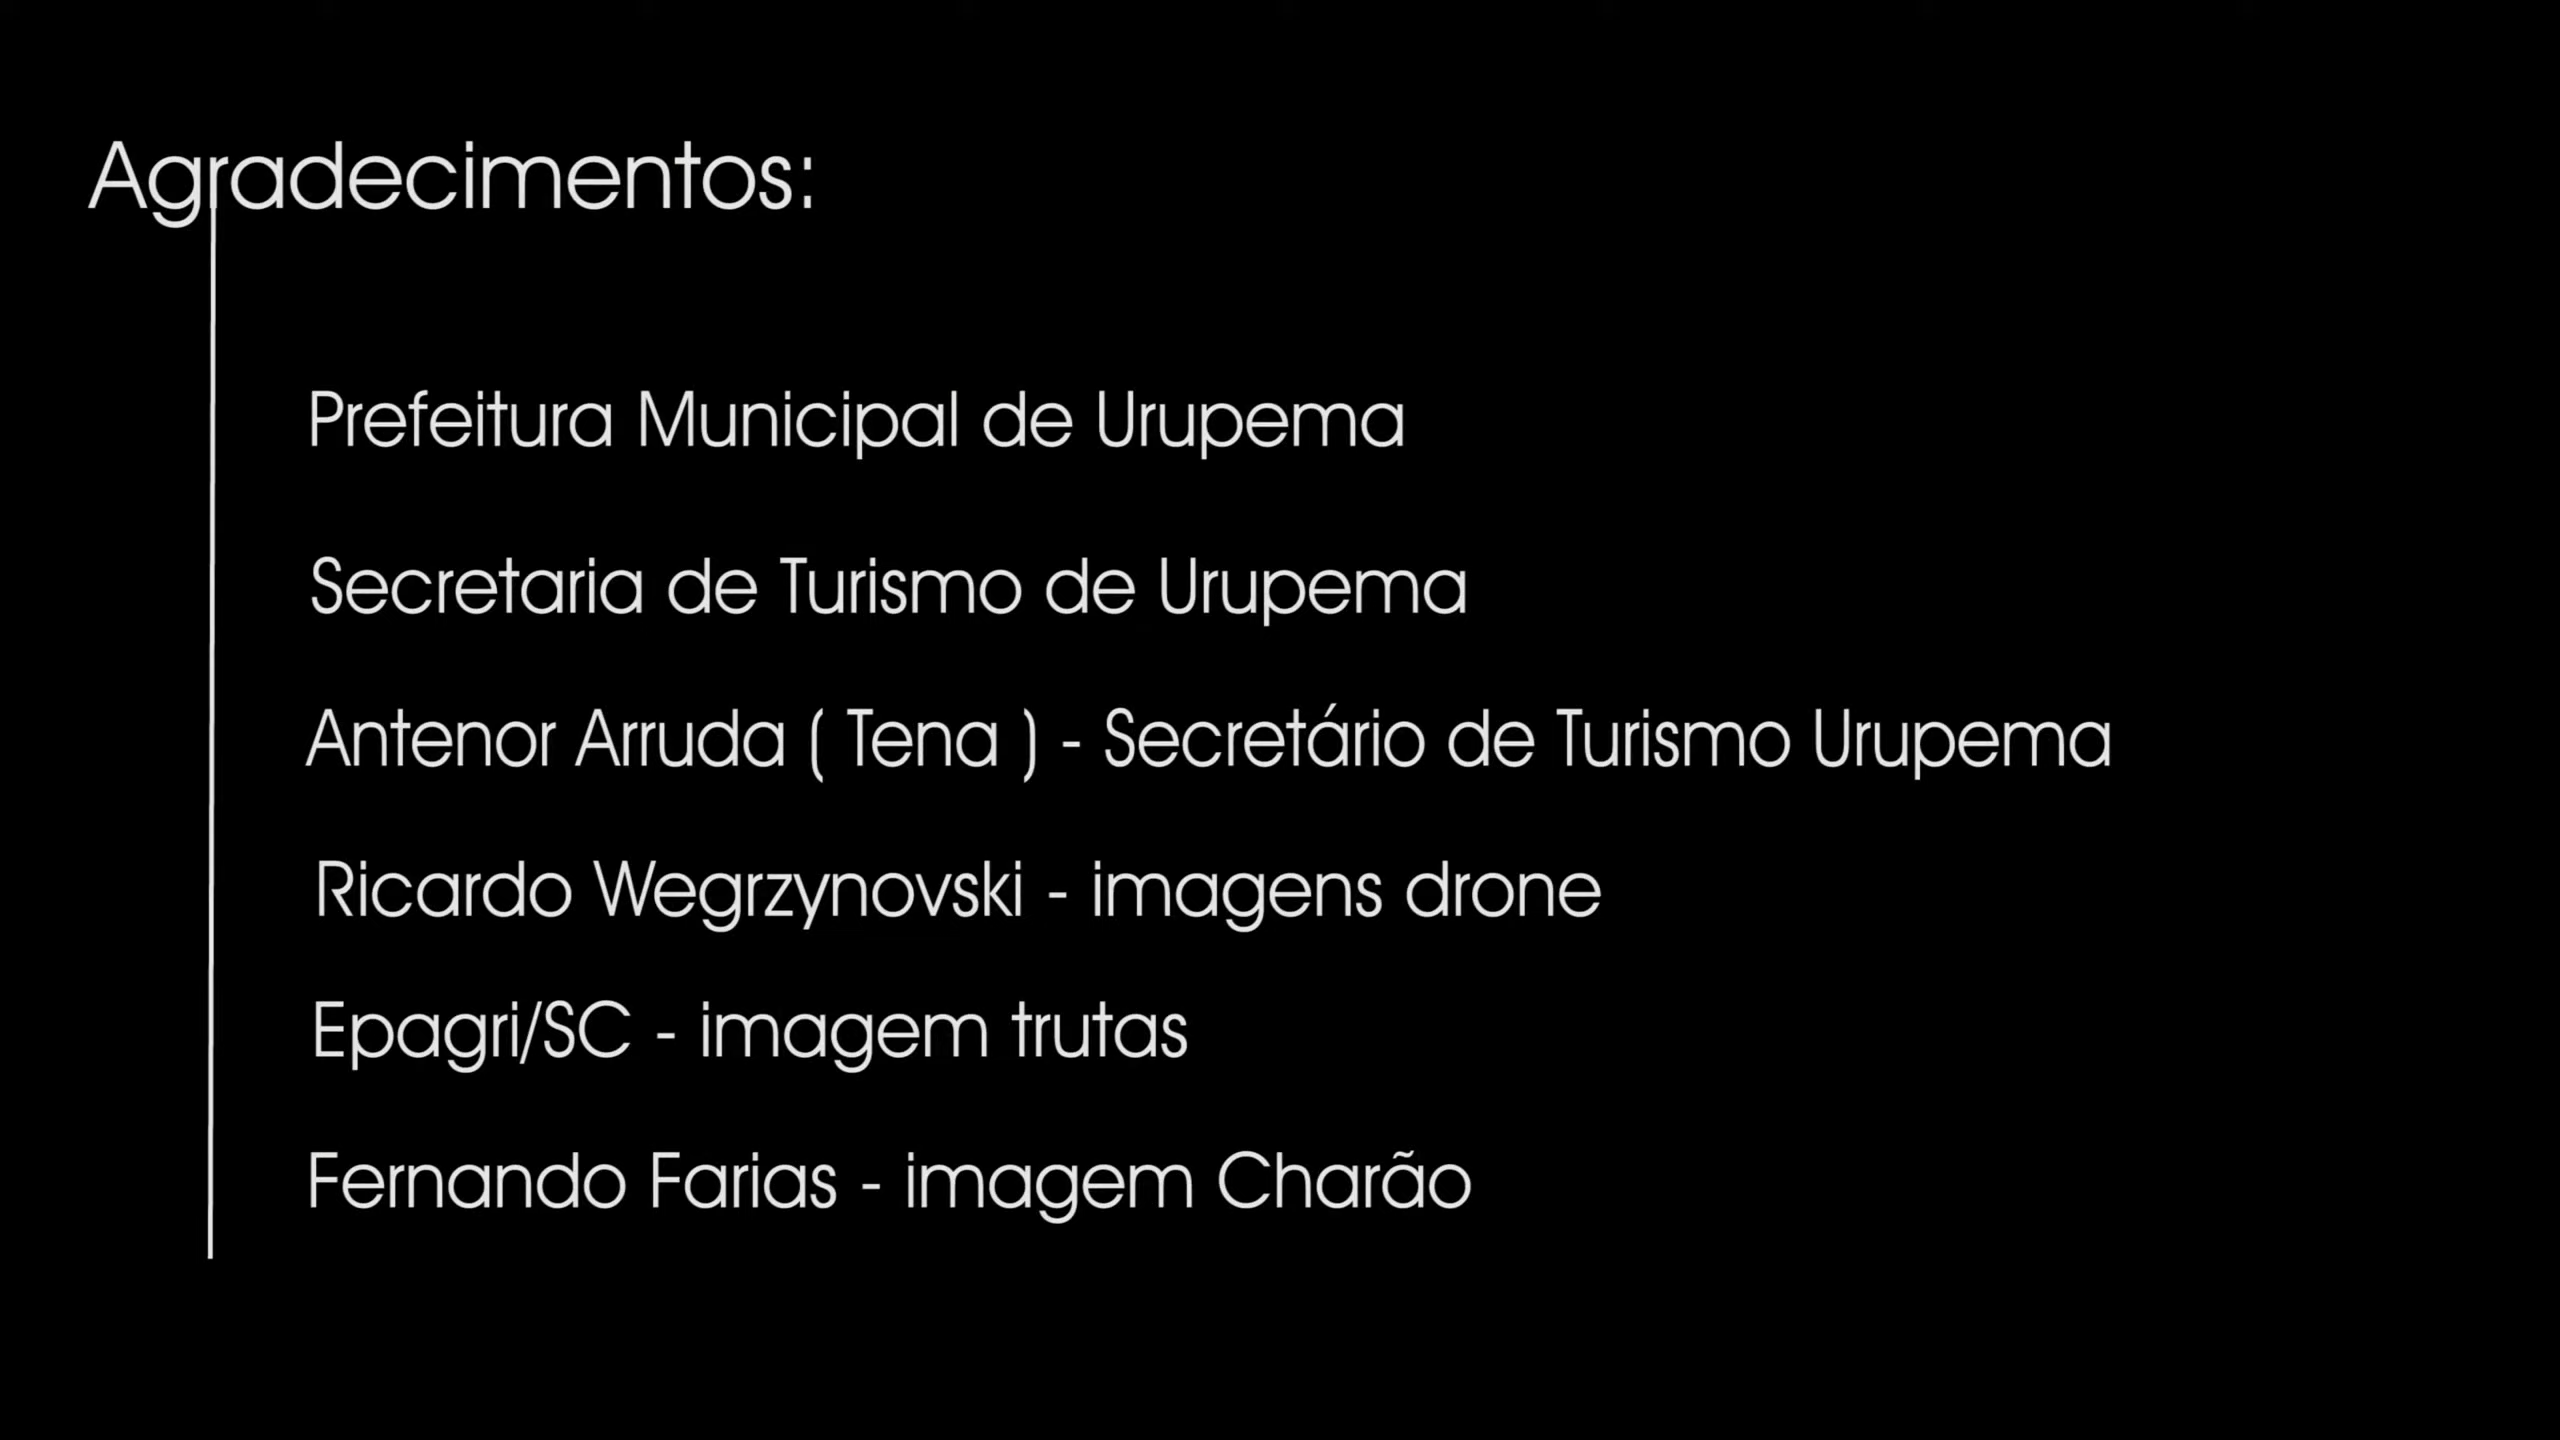 Agradecimentos:
Prefeitura Municipal de Urupema
Secretaria de Turismo de Urupema
Antenor Arruda ( Tena ) - Secretário de Turismo Urupema
Ricardo Wegrzynovski - imagens drone
Epagri/SC - imagem trutas
Fernando Farias - imagem Charão